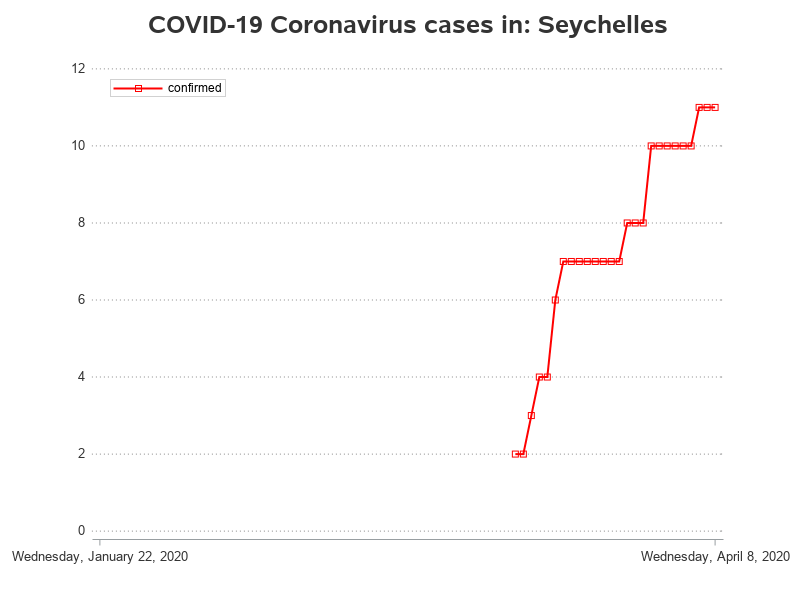 COVID-19 Coronavirus cases in: Seychelles
12
confirmed
10
8
6
4
2
0
Wednesday, January 22, 2020 Wednesday, April 8, 2020